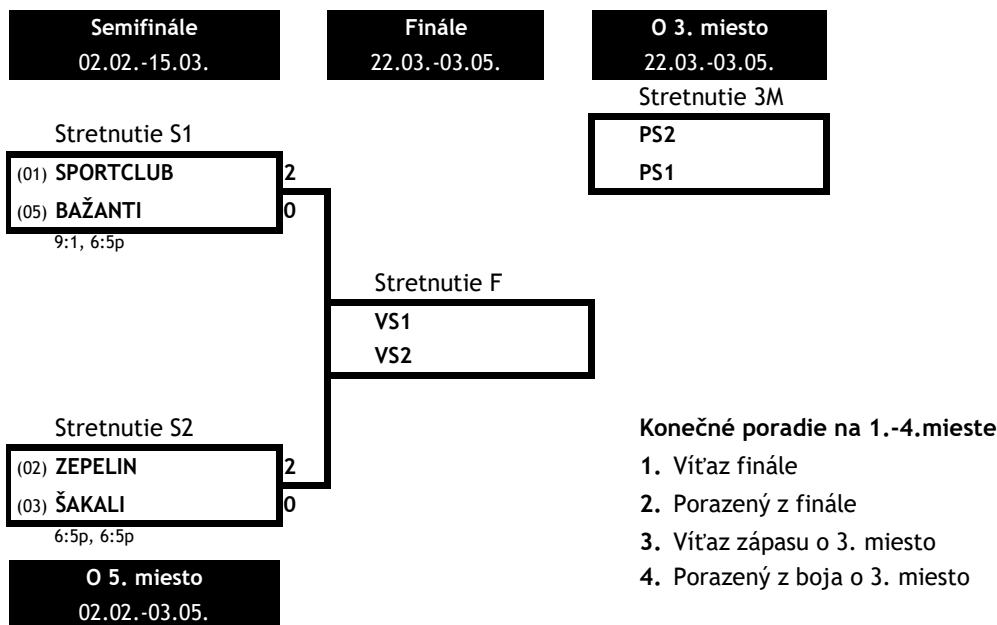 Semifinále
02.02.-15.03.
Finále
22.03.-03.05.
O 3. miesto
22.03.-03.05.
Stretnutie 3M
PS2
PS1
Stretnutie S1
(01) SPORTCLUB 2
(05) BAŽANTI 0
9:1, 6:5p
Stretnutie F
VS1
VS2
Stretnutie S2
(02) ZEPELIN 2
(03) ŠAKALI 0
6:5p, 6:5p
O 5. miesto
02.02.-03.05.
Konečné poradie na 1.-4.mieste
1. Víťaz finále
2. Porazený z finále
3. Víťaz zápasu o 3. miesto
4. Porazený z boja o 3. miesto